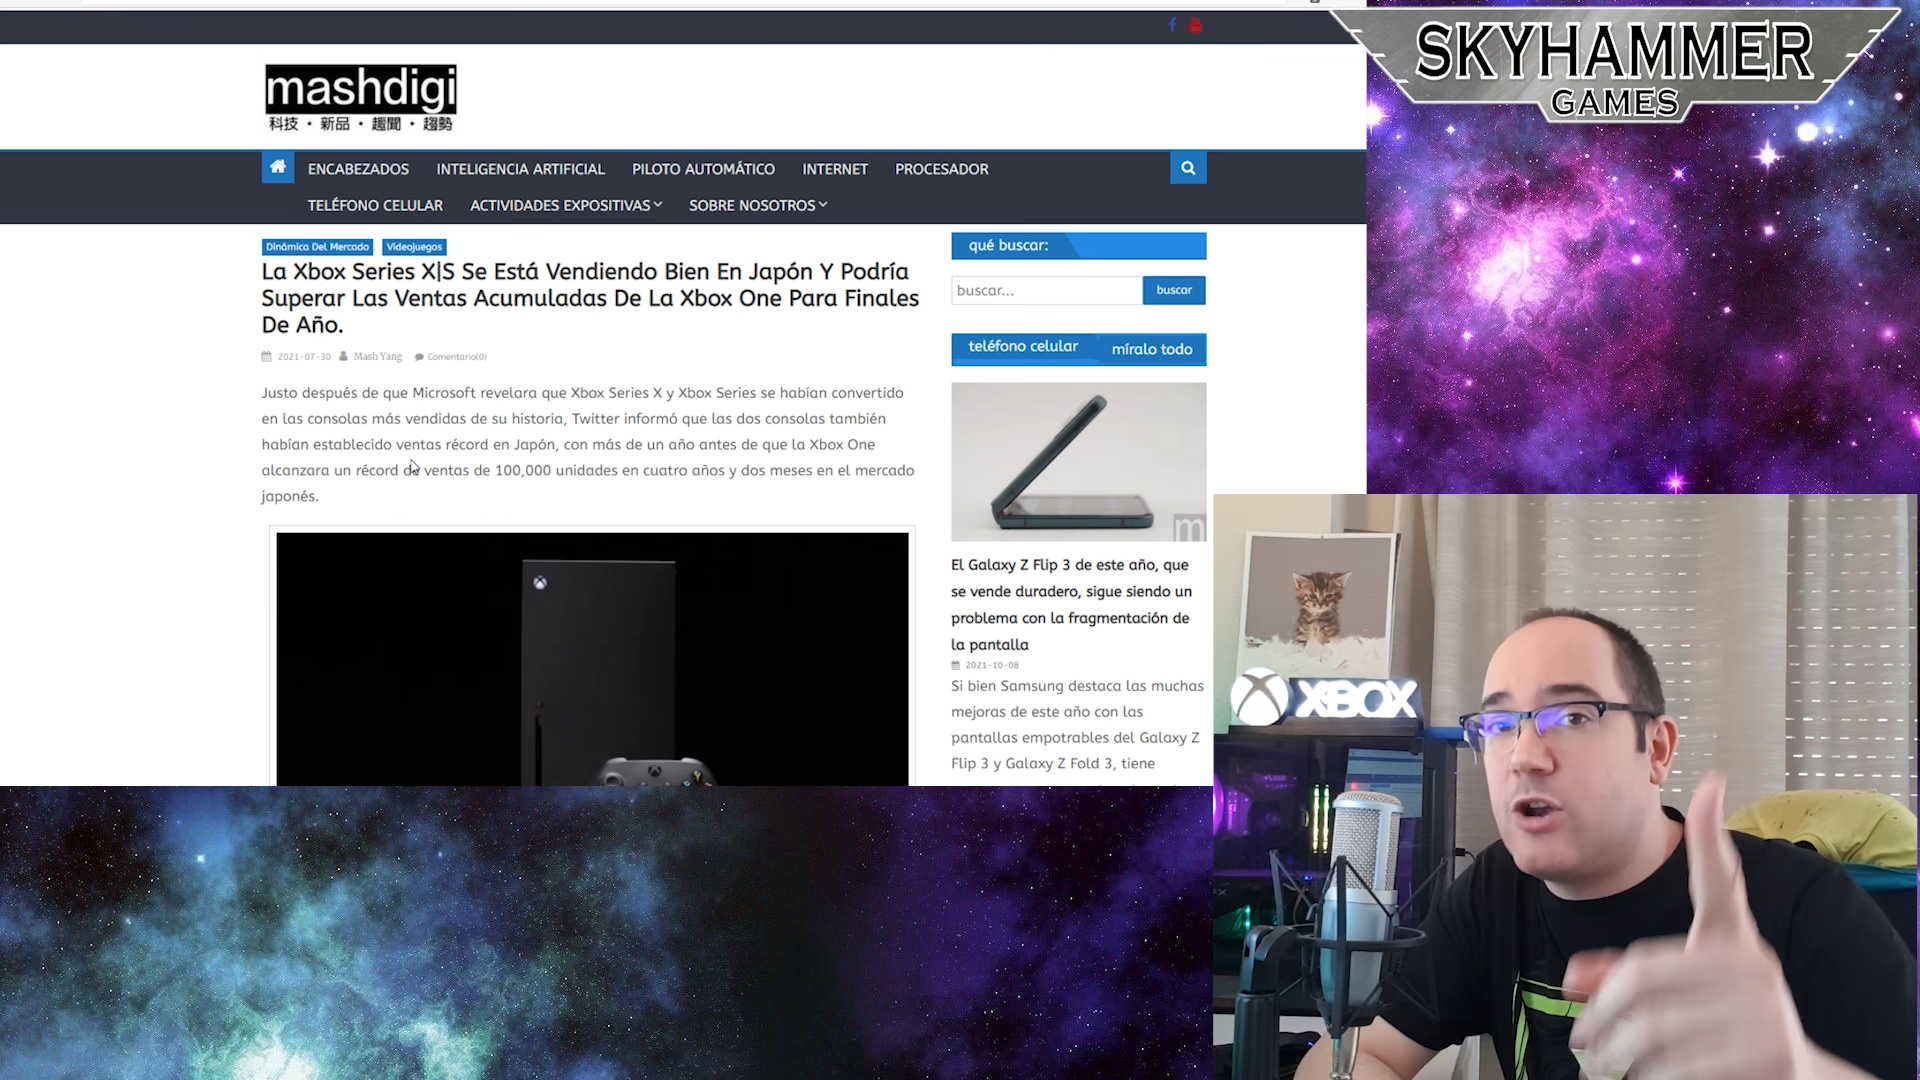 SKYHAMMER
GAMES
mashdigi
科技・新品・趣聞・趨勢
ENCABEZADOS INTELIGENCIA ARTIFICIAL PILOTO AUTOMÁTICO INTERNET PROCESADOR
TELÉFONO CELULAR ACTIVIDADES EXPOSITIVAS SOBRE NOSOTROS
Dinámica Del Mercado Videojuegos
La Xbox Series X|S Se Está Vendiendo Bien En Japón Y Podría
Superar Las Ventas Acumuladas De La Xbox One Para Finales
De Año.
2021-07-30 Mash Yang Comentario(0)
Justo después de que Microsoft revelara que Xbox Series X y Xbox Series se habían convertido
en las consolas más vendidas de su historia, Twitter informó que las dos consolas también
habían establecido ventas récord en Japón, con más de un año antes de que la Xbox One
alcanzara un récord de ventas de 100,000 unidades en cuatro años y dos meses en el mercado
japonés.
qué buscar:
buscar...
buscar
teléfono celular
míralo todo
m
El Galaxy Z Flip 3 de este año, que
se vende duradero, sigue siendo un
problema con la fragmentación de
la pantalla
2021-10-08
Si bien Samsung destaca las muchas
mejoras de este año con las
pantallas empotrables del Galaxy Z
Flip 3 y Galaxy Z Fold 3, tiene
XBOX